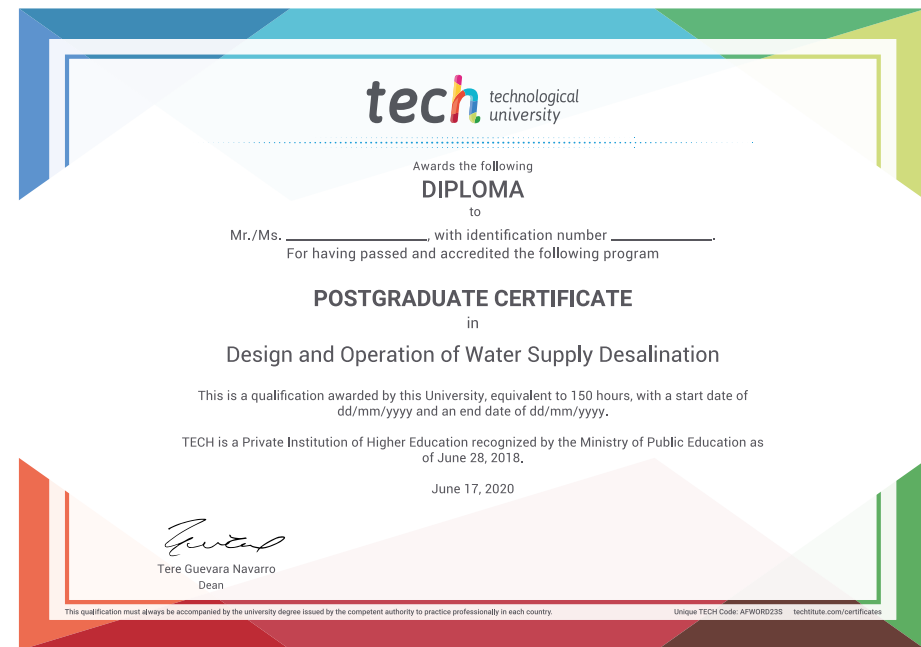 tech technological
university
Awards the following
DIPLOMA
to
Mr./Ms. ____________________, with identification number ______________.
For having passed and accredited the following program
POSTGRADUATE CERTIFICATE
in
Design and Operation of Water Supply Desalination
This is a qualification awarded by this University, equivalent to 150 hours, with a start date of
dd/mm/yyyy and an end date of dd/mm/yyyy.
TECH is a Private Institution of Higher Education recognized by the Ministry of Public Education as
of June 28, 2018.
June 17, 2020
Tere Guevara Navarro
Dean
This qualification must always be accompanied by the university degree issued by the competent authority to practice professionally in each country.
Unique TECH Code: AFWORD23S techtitute.com/certificates